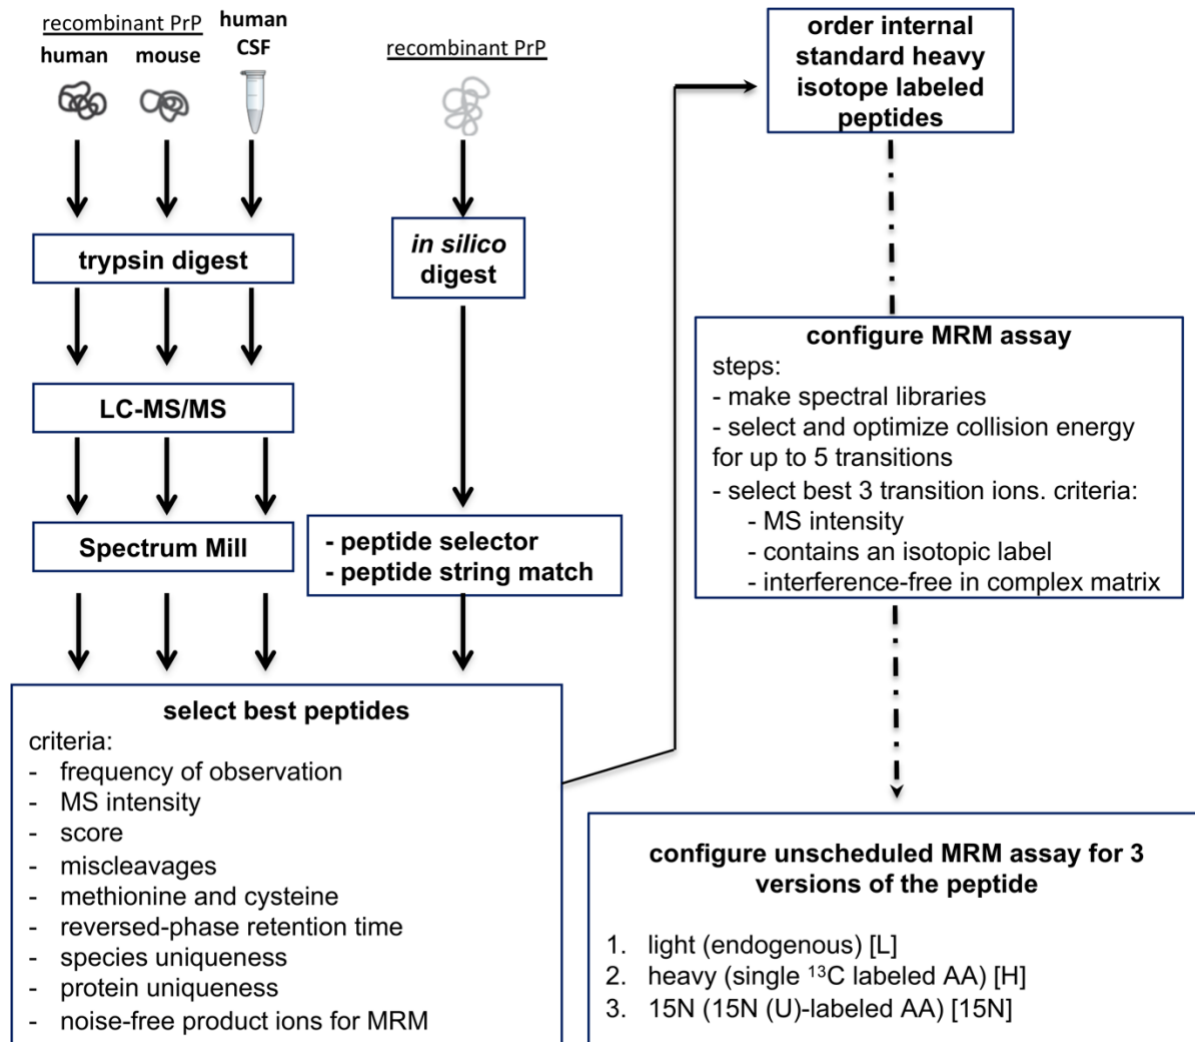 recombinant PrP
human
mouse
human
CSF
recombinant PrP
trypsin digest
in silico
digest
LC-MS/MS
Spectrum Mill
- peptide selector
- peptide string match
select best peptides
criteria:
- frequency of observation
- MS intensity
- score
- miscleavages
- methionine and cysteine
- reversed-phase retention time
- species uniqueness
- protein uniqueness
- noise-free product ions for MRM
order internal
standard heavy
isotope labeled
peptides
configure MRM assay
steps:
- make spectral libraries
- select and optimize collision energy
for up to 5 transitions
- select best 3 transition ions. criteria:
- MS intensity
- contains an isotopic label
- interference-free in complex matrix
configure unscheduled MRM assay for 3
versions of the peptide
1. light (endogenous) [L]
2. heavy (single ¹³C labeled AA) [H]
3. 15N (15N (U)-labeled AA) [15N]